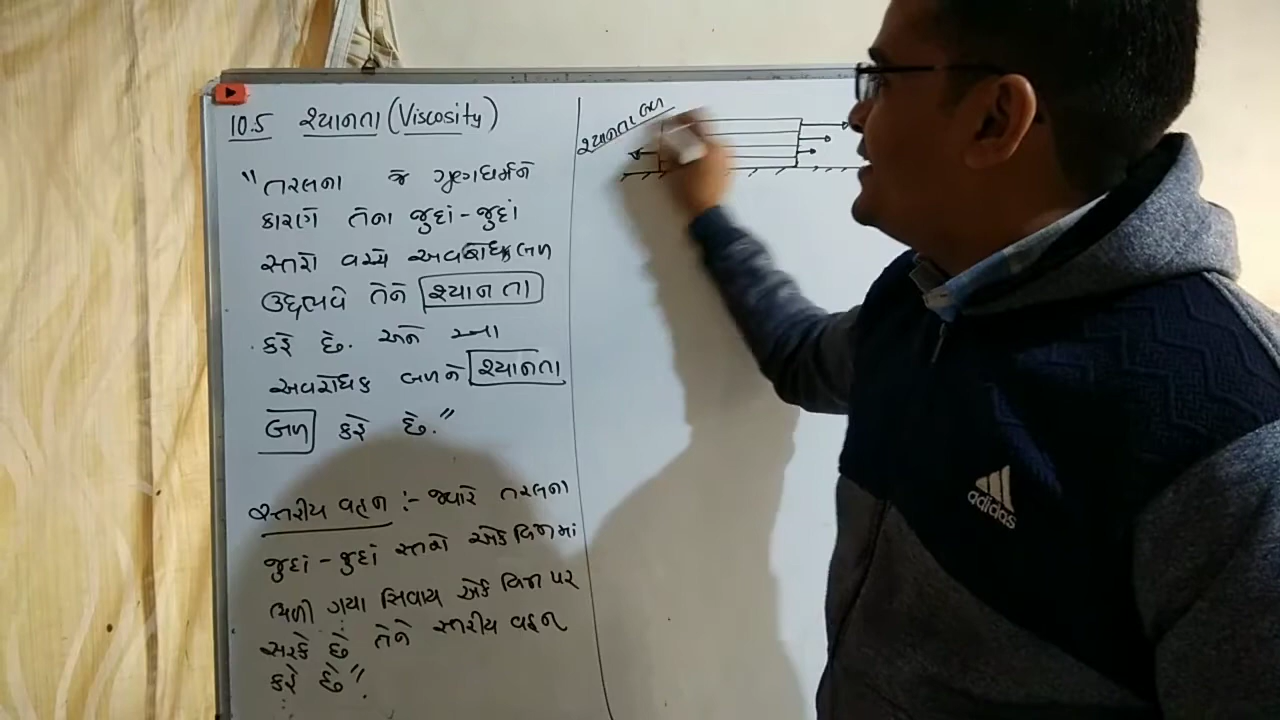 10.5 શ્યાનતા (Viscosity)
"તરલના જે ગુણધર્મને
કારણે તેના જુદાં-જુદાં
સ્તરો વચ્ચે અવરોધક બળ
ઉદ્દભવે તેને શ્યાનતા
કહે છે. અને આ
અવરોધક બળને શ્યાનતા
બળ કહે છે."
સ્તરીય વહન :- જ્યારે તરલના
જુદાં-જુદાં સ્તરો એકબિજામાં
ભળી ગયા સિવાય એકબિજા પર
સરકે છે તેને સ્તરીય વહન
કહે છે".
શ્યાનતા બળ
adidas